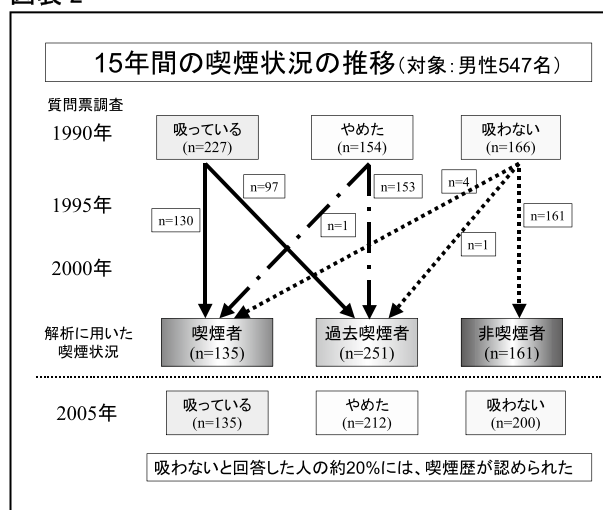 15年間の喫煙状況の推移(対象:男性547名)
質問票調査
1990年
吸っている
(n=227)
やめた
(n=154)
吸わない
(n=166)
n=97
n=153
n=4
1995年
n=130
n=1
n=1
n=161
2000年
解析に用いた
喫煙状況
喫煙者
(n=135)
過去喫煙者
(n=251)
非喫煙者
(n=161)
2005年
吸っている
(n=135)
やめた
(n=212)
吸わない
(n=200)
吸わないと回答した人の約20%には、喫煙歴が認められた